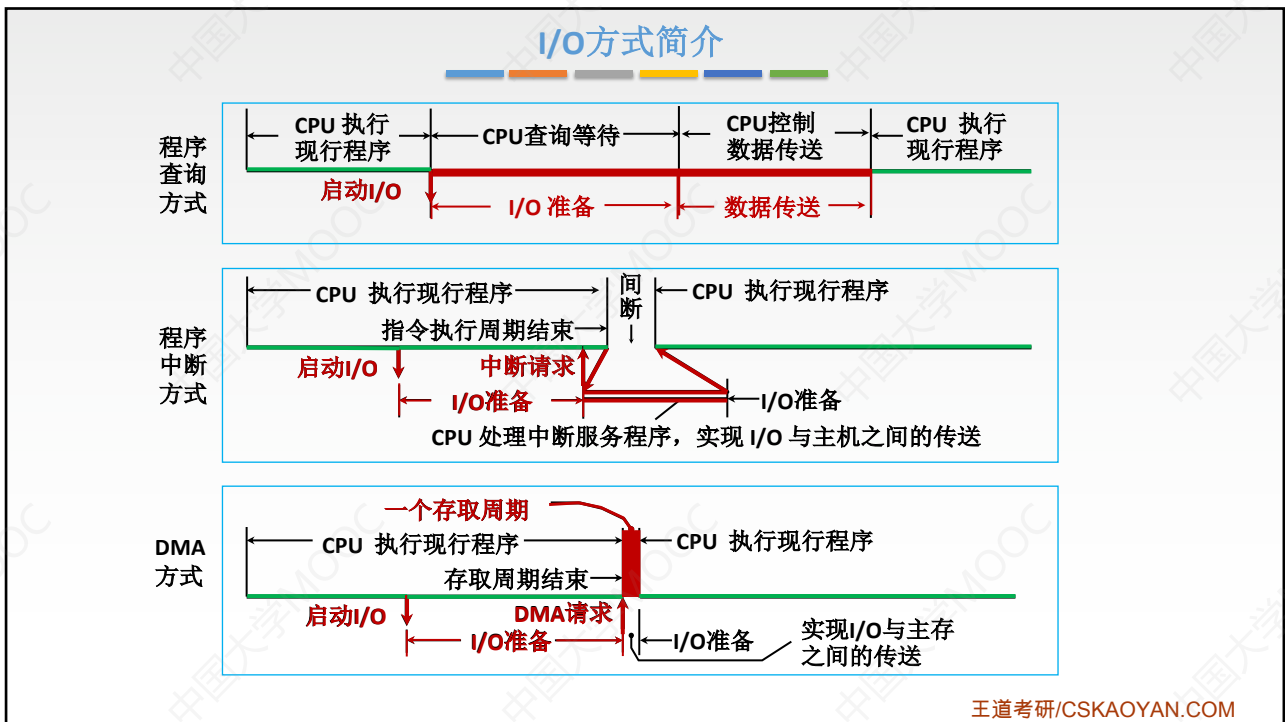 I/O方式简介
程序
查询
方式
CPU 执行
现行程序
CPU查询等待
CPU控制
数据传送
CPU 执行
现行程序
启动I/O
I/O 准备
数据传送
程序
中断
方式
CPU 执行现行程序
间
断
CPU 执行现行程序
指令执行周期结束
启动I/O
中断请求
I/O准备
I/O准备
CPU 处理中断服务程序，实现 I/O 与主机之间的传送
DMA
方式
一个存取周期
CPU 执行现行程序
CPU 执行现行程序
存取周期结束
启动I/O
DMA请求
I/O准备
I/O准备
实现I/O与主存
之间的传送
王道考研/CSKAOYAN.COM
中国大学MOOC